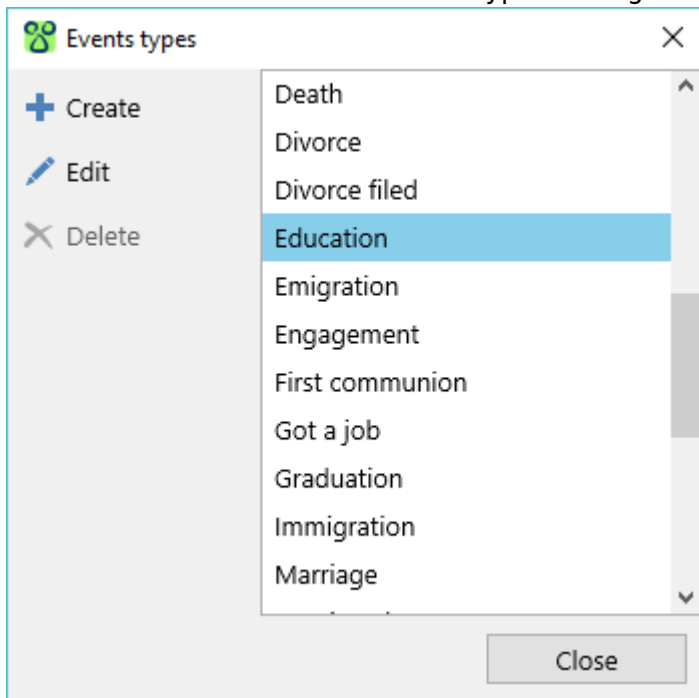 Events types
Create
Edit
Delete
Death
Divorce
Divorce filed
Education
Emigration
Engagement
First communion
Got a job
Graduation
Immigration
Marriage
Close